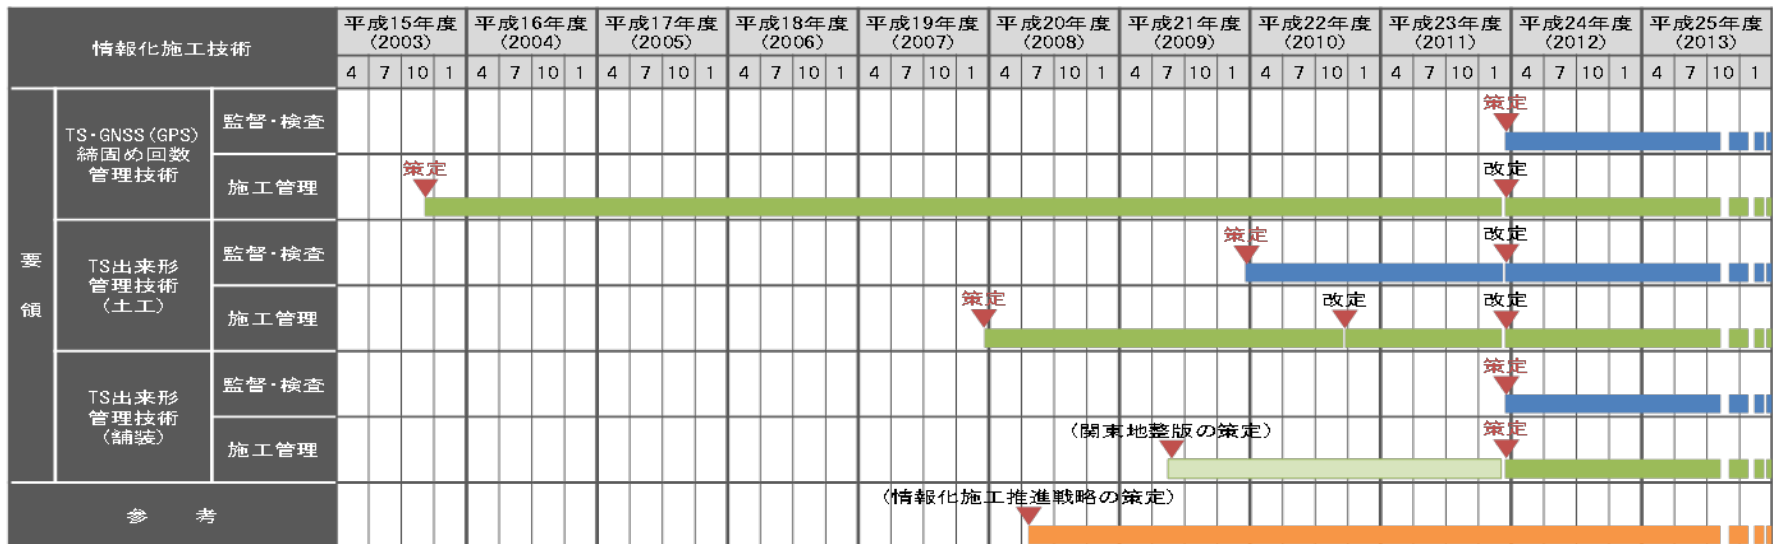 情報化施工技術
平成15年度 平成16年度 平成17年度 平成18年度 平成19年度 平成20年度 平成21年度 平成22年度 平成23年度 平成24年度 平成25年度
(2003) (2004) (2005) (2006) (2007) (2008) (2009) (2010) (2011) (2012) (2013)
4 7 10 1 4 7 10 1 4 7 10 1 4 7 10 1 4 7 10 1 4 7 10 1 4 7 10 1 4 7 10 1 4 7 10 1 4 7 10 1 4 7 10 1
要
領
TS・GNSS(GPS)
締固め回数
管理技術
監督・検査
策定
施工管理
策定 改定
TS出来形
管理技術
(土工)
監督・検査
策定 改定
施工管理
策定 改定 改定
TS出来形
管理技術
(舗装)
監督・検査
策定
施工管理
(関東地整版の策定) 策定
参 考
(情報化施工推進戦略の策定)